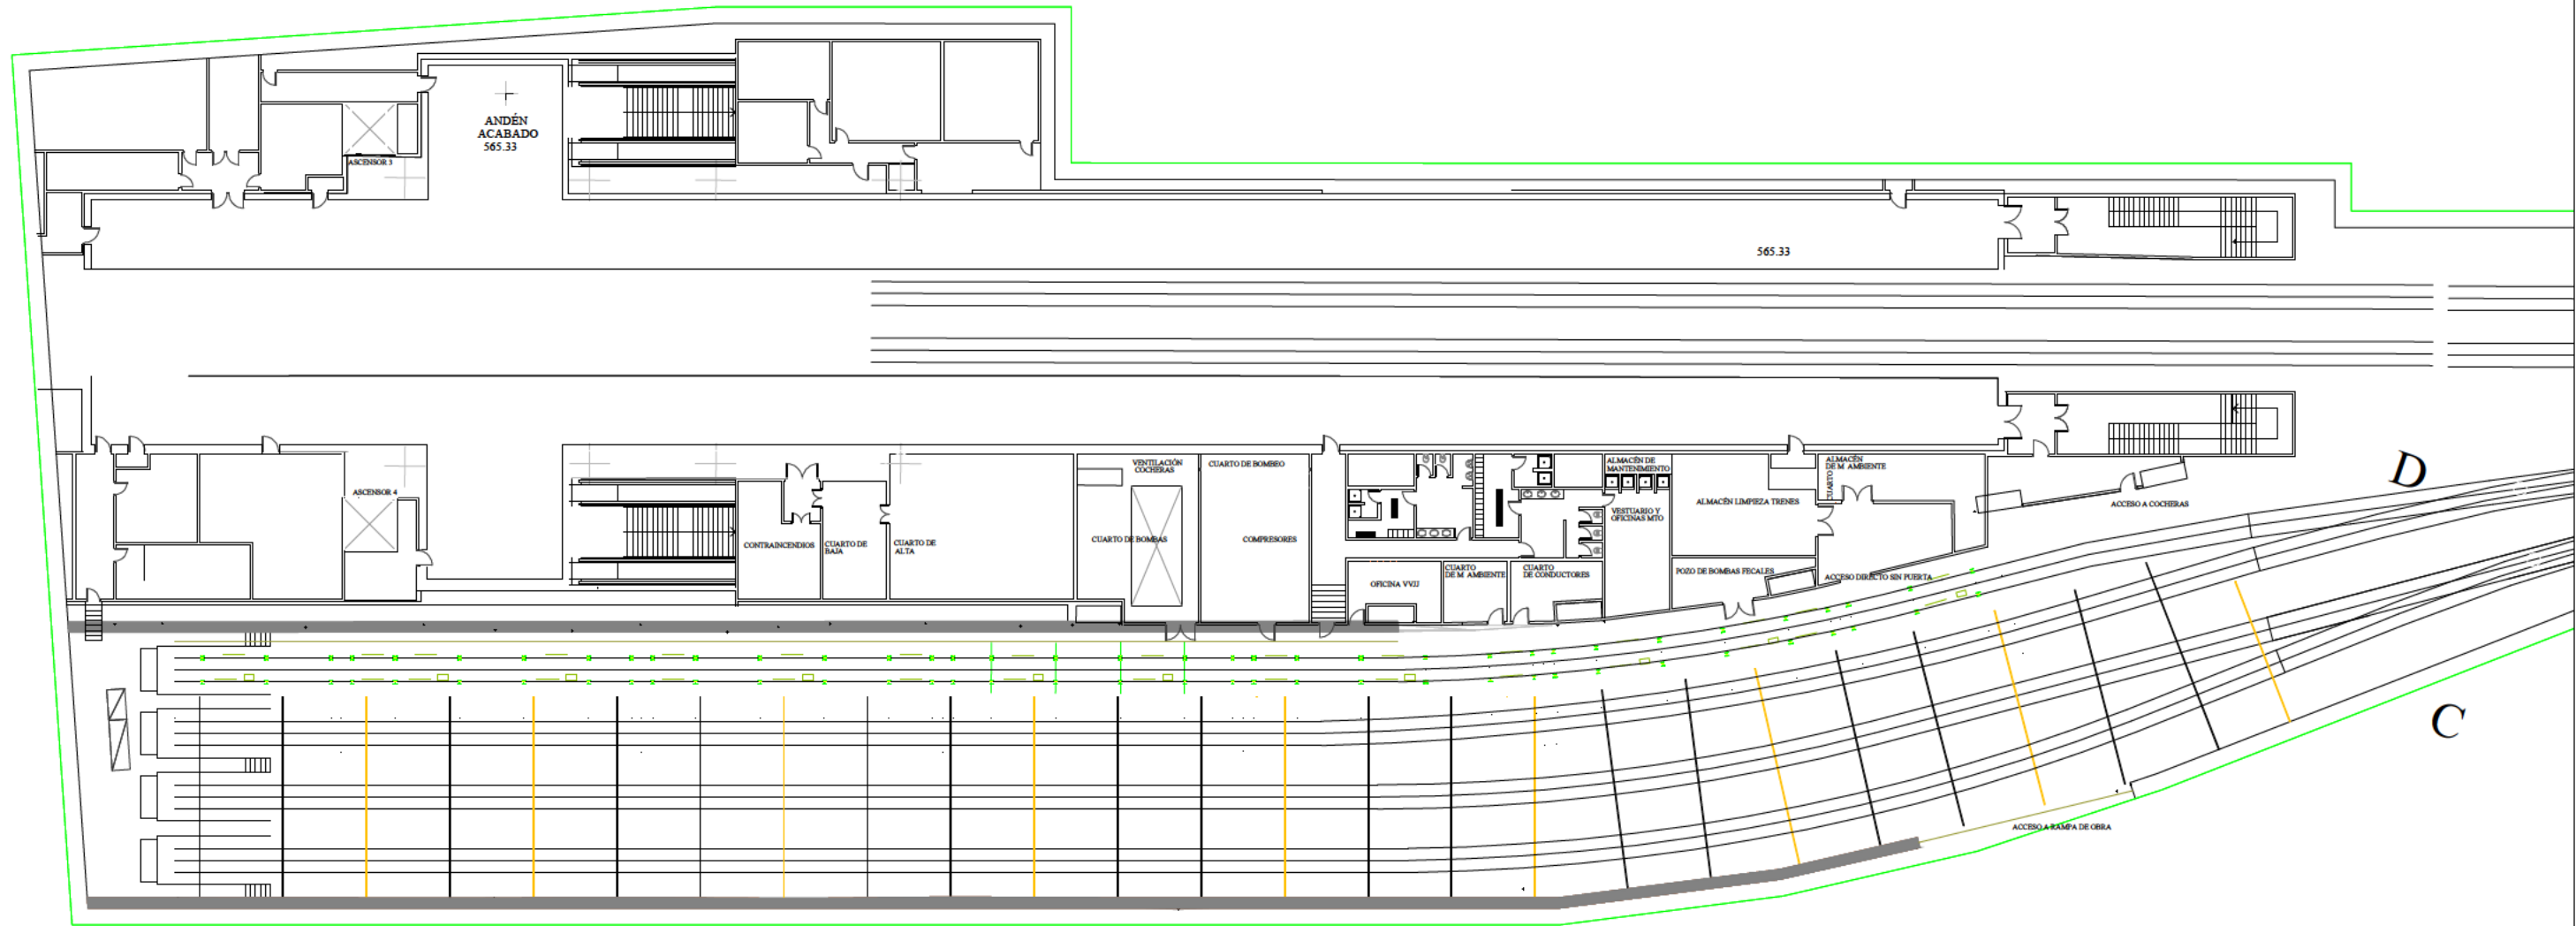 ANDÉN
ACABADO
565.33
ASCENSOR 3
565.33
ASCENSOR 4
CONTRAINCENDIOS
CUARTO DE
BAJA
CUARTO DE
ALTA
VENTILACIÓN
COCHERAS
CUARTO DE BOMBAS
CUARTO DE BOMBEO
COMPRESORES
OFICINA VVJJ
CUARTO
DE M AMBIENTE
CUARTO
DE CONDUCTORES
ALMACÉN DE
MANTENIMIENTO
VESTUARIO Y
OFICINAS MTO
ALMACÉN LIMPIEZA TRENES
POZO DE BOMBAS FECALES
ALMACÉN
DE M AMBIENTE
CUARTO
ACCESO DIRECTO SIN PUERTA
ACCESO A COCHERAS
D
C
ACCESO A RAMPA DE OBRA